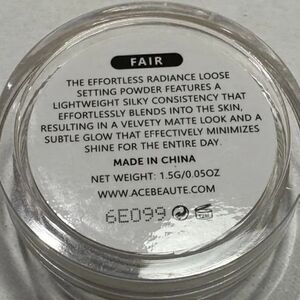 FAIR
THE EFFORTLESS RADIANCE LOOSE
SETTING POWDER FEATURES A
LIGHTWEIGHT SILKY CONSISTENCY THAT
EFFORTLESSLY BLENDS INTO THE SKIN,
RESULTING IN A VELVETY MATTE LOOK AND A
SUBTLE GLOW THAT EFFECTIVELY MINIMIZES
SHINE FOR THE ENTIRE DAY.
MADE IN CHINA
NET WEIGHT: 1.5G/0.05OZ
WWW.ACEBEAUTE.COM
6E099